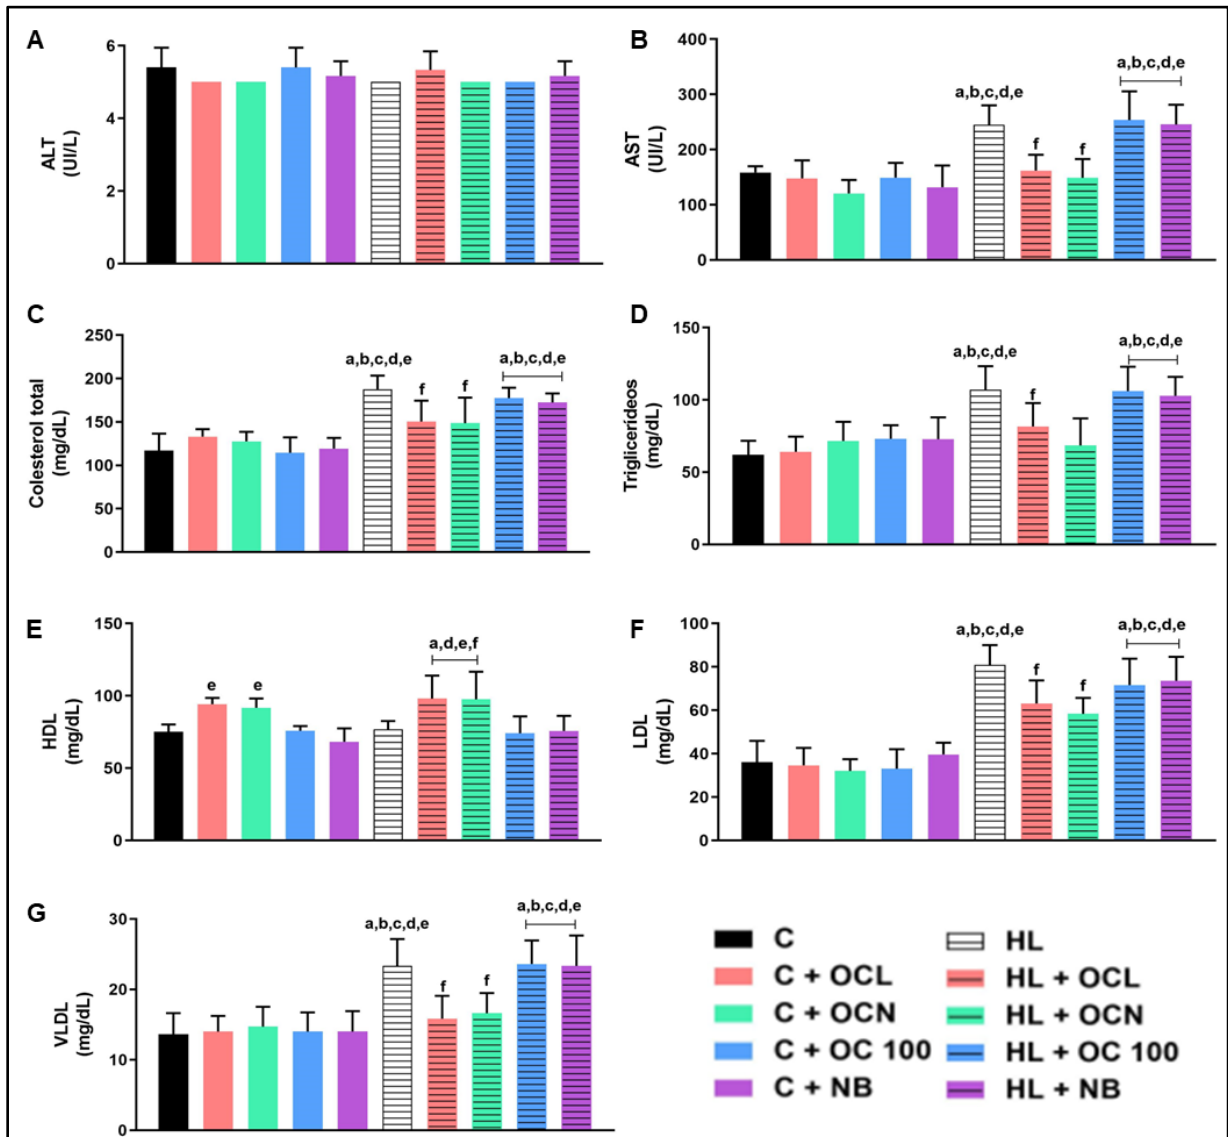 A
ALT
(UI/L)
6
4
2
0
B
AST
(UI/L)
400
300
200
100
0
a,b,c,d,e
f
f
a,b,c,d,e
C
Colesterol total
(mg/dL)
250
200
150
100
50
0
a,b,c,d,e
f
f
a,b,c,d,e
D
Triglicerídeos
(mg/dL)
150
100
50
0
a,b,c,d,e
f
a,b,c,d,e
E
HDL
(mg/dL)
150
100
50
0
e
e
a,d,e,f
F
LDL
(mg/dL)
100
80
60
40
20
0
a,b,c,d,e
f
f
a,b,c,d,e
G
VLDL
(mg/dL)
30
20
10
0
a,b,c,d,e
f
f
a,b,c,d,e
C
C + OCL
C + OCN
C + OC 100
C + NB
HL
HL + OCL
HL + OCN
HL + OC 100
HL + NB